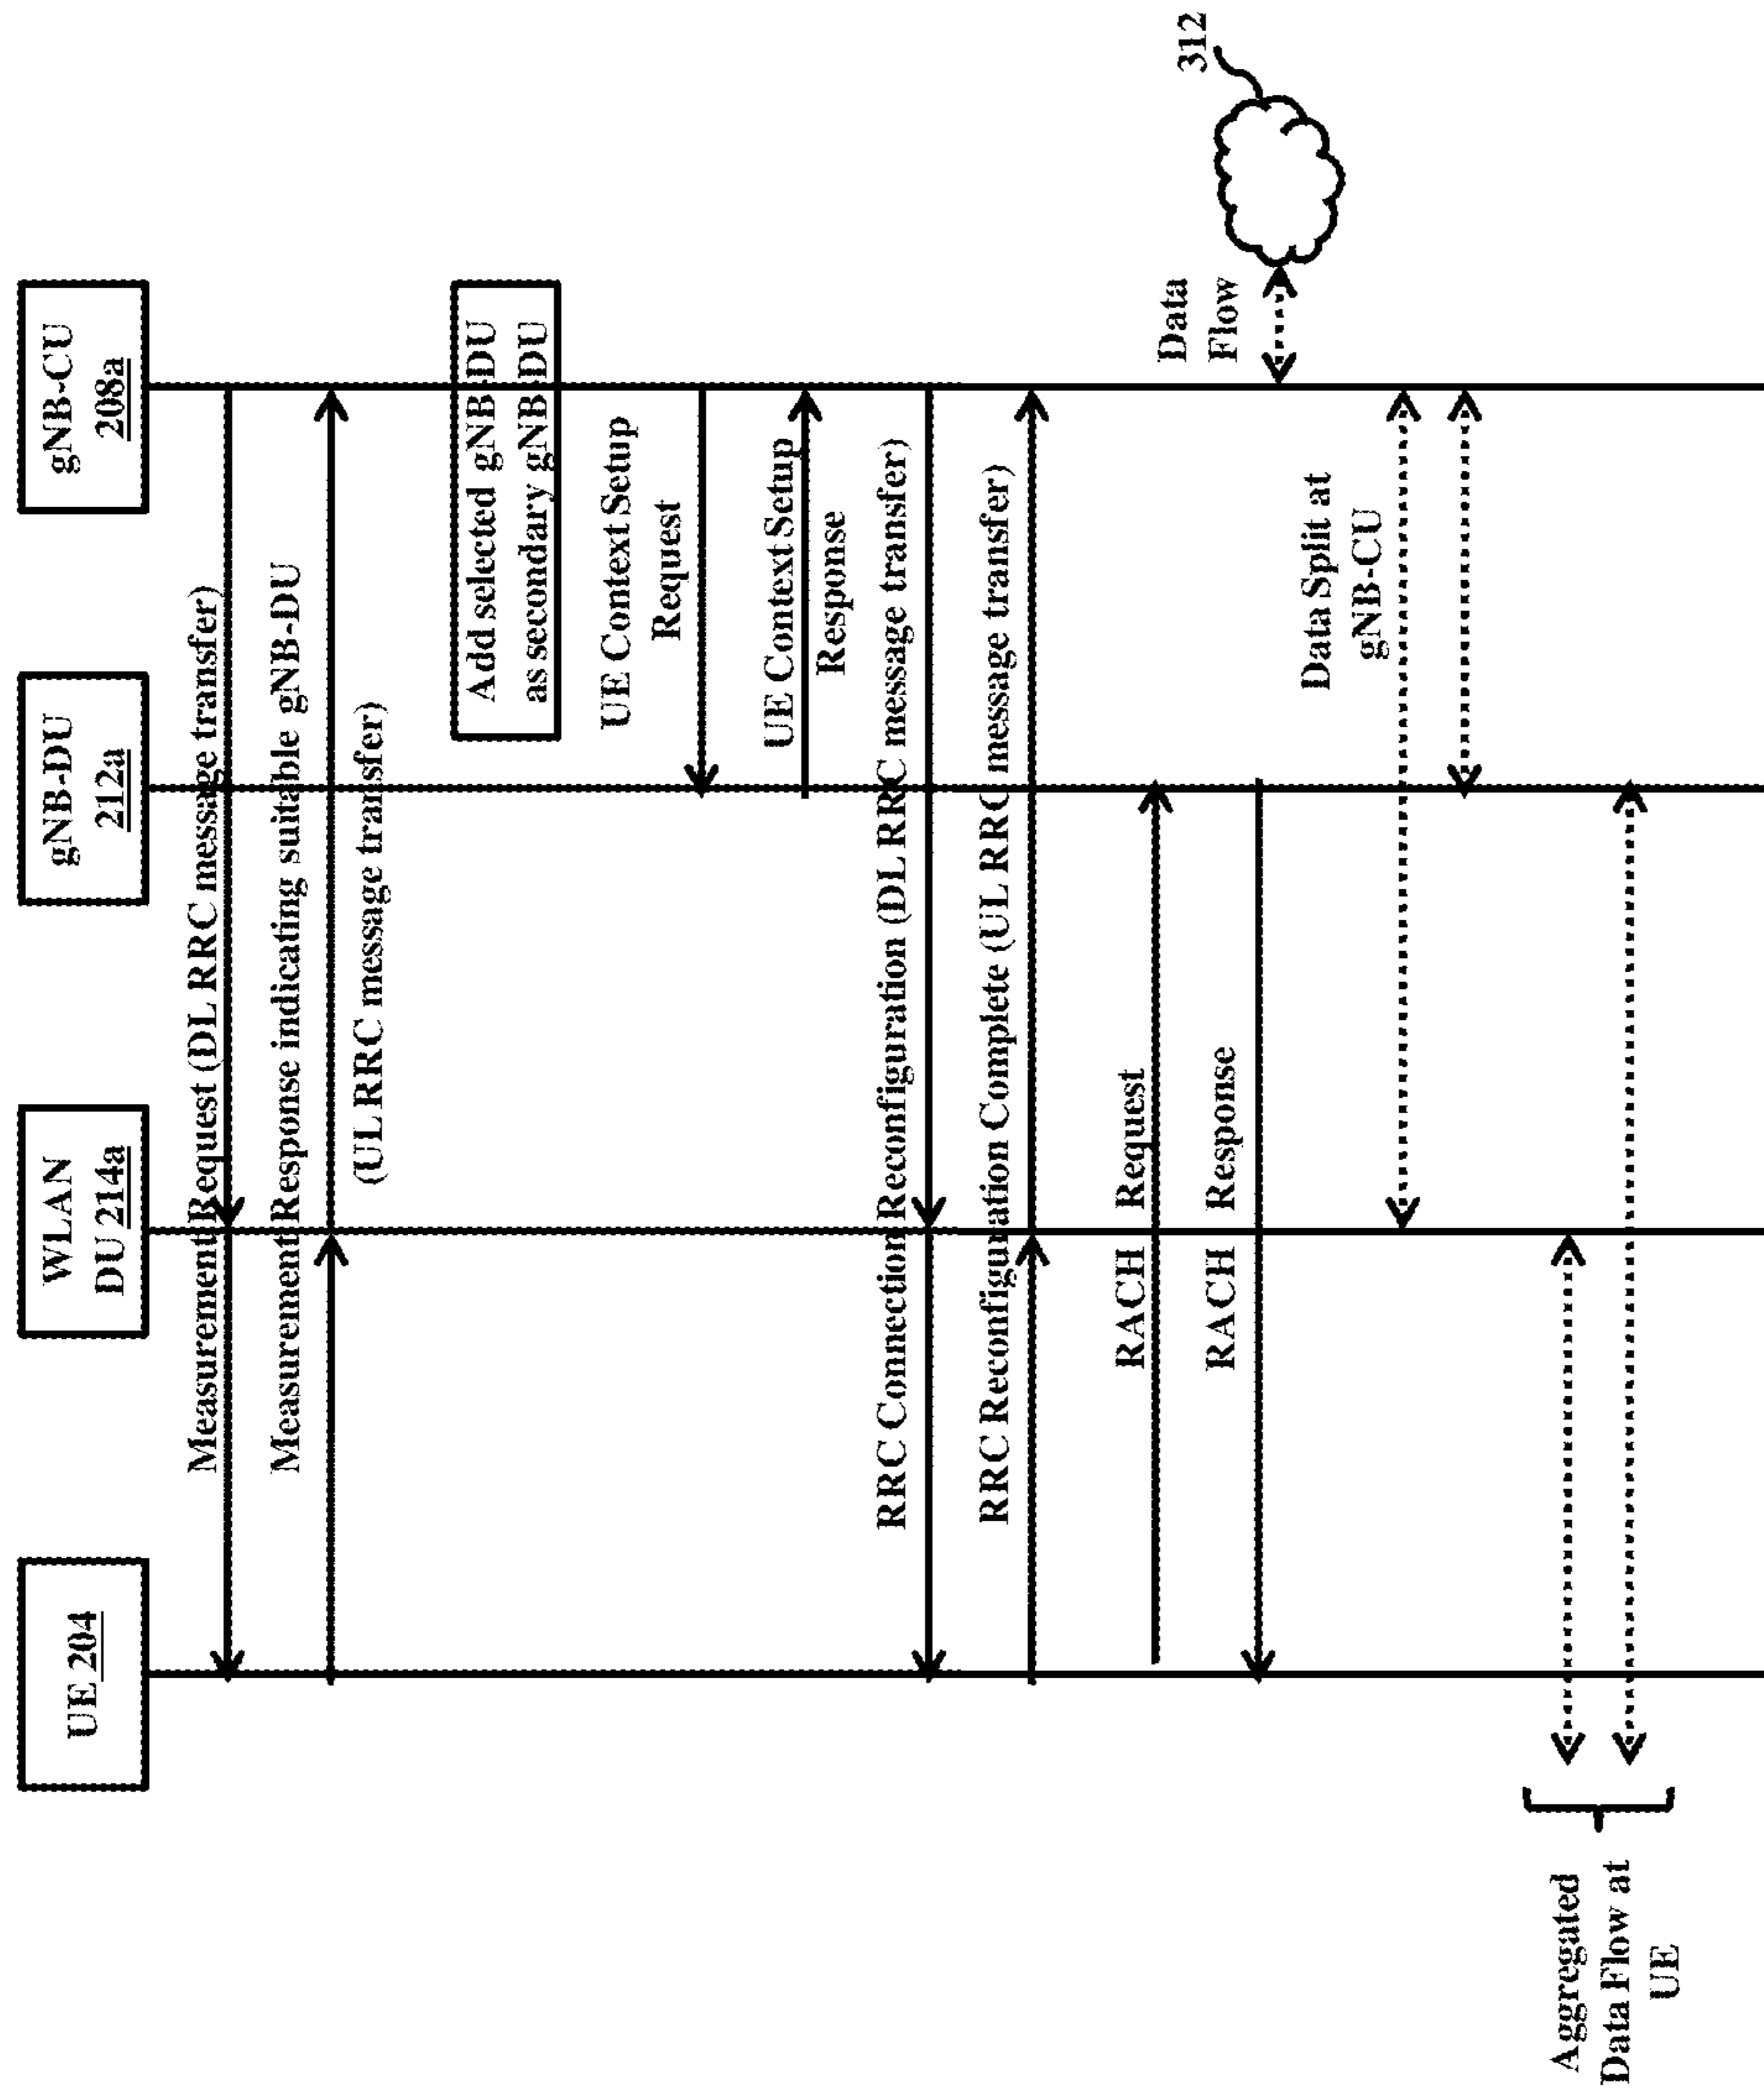 UE 204
WLAN
DU 214a
gNB-DU
212a
gNB-CU
208a
Measurement Request (DL RRC message transfer)
Measurement Response indicating suitable gNB-DU
(UL RRC message transfer)
Add selected gNB-DU
as secondary gNB-DU
UE Context Setup
Request
UE Context Setup
Response
RRC Connection Reconfiguration (DL RRC message transfer)
RRC Reconfiguration Complete (UL RRC message transfer)
RACH Request
RACH Response
Data
Flow
312
Data Split at
gNB-CU
Aggregated
Data Flow at
UE